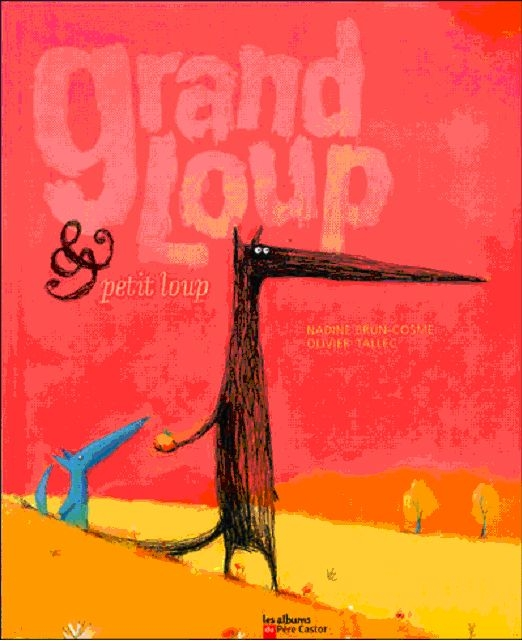 grand
Loup
&
petit loup
NADINE BRUN-COSME
OLIVIER TALLEC
les albums
du Père Castor